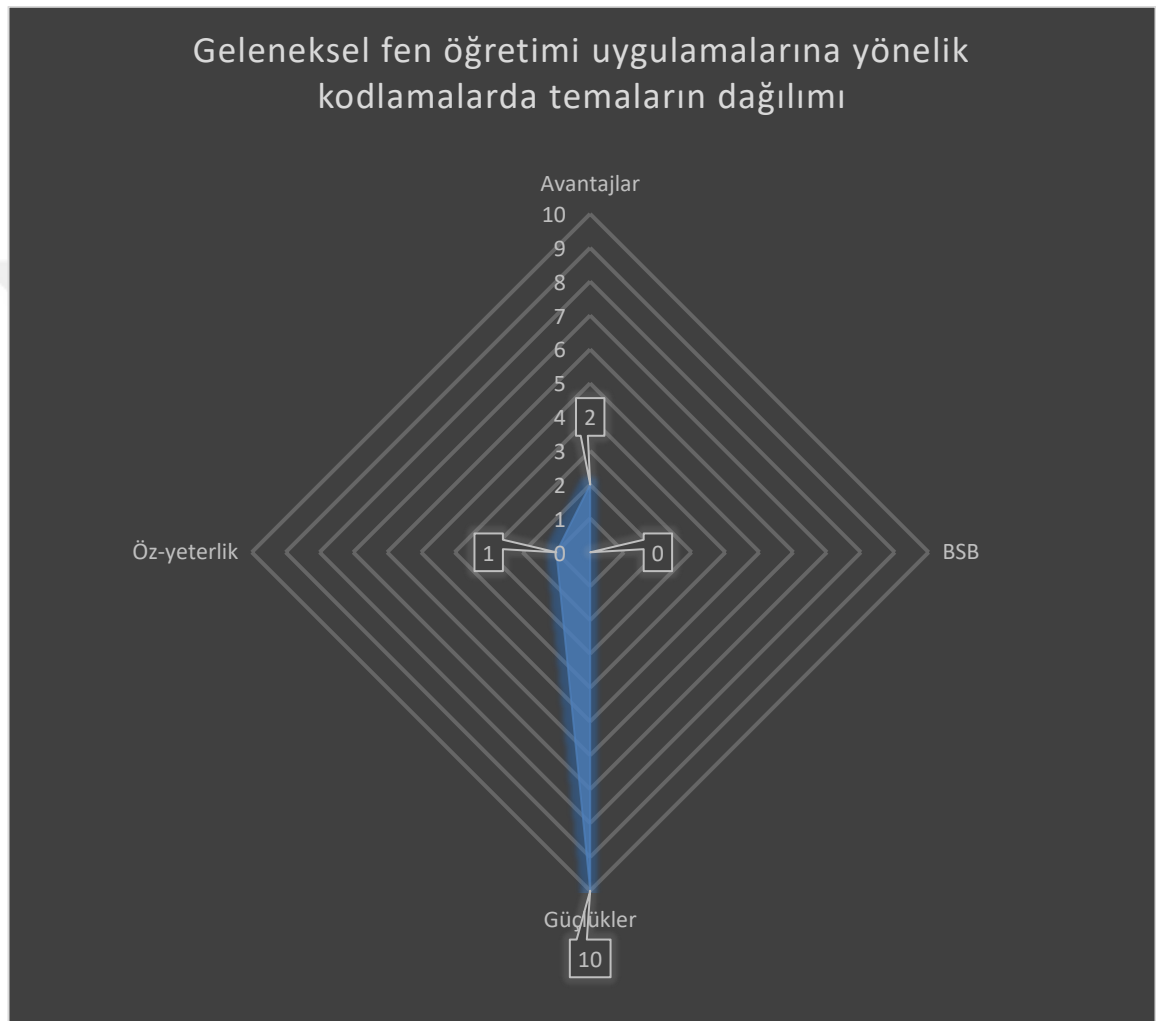 Geleneksel fen öğretimi uygulamalarına yönelik
kodlamalarda temaların dağılımı
Avantajlar
10
9
8
7
6
5
4
2
3
2
1
Öz-yeterlik
1
0
0
BSB
Güçlükler
10